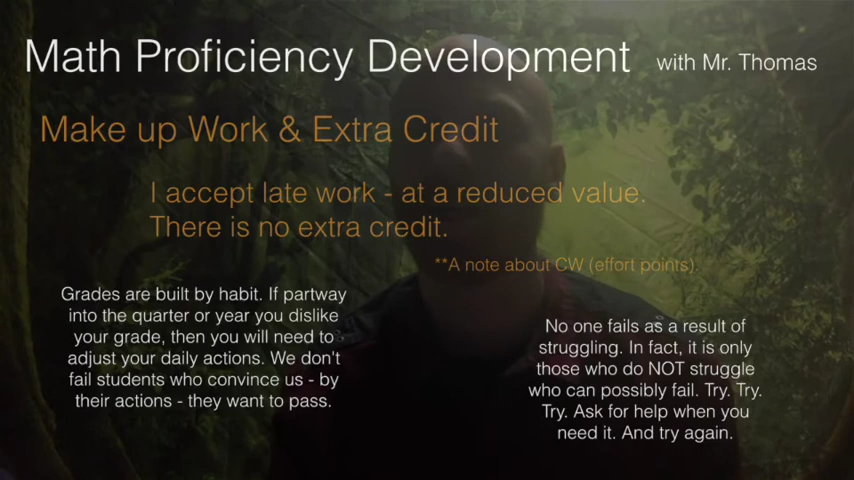 Math Proficiency Development with Mr. Thomas
Make up Work & Extra Credit
I accept late work - at a reduced value.
There is no extra credit.
**A note about CW (effort points).
Grades are built by habit. If partway
into the quarter or year you dislike
your grade, then you will need to
adjust your daily actions. We don't
fail students who convince us - by
their actions - they want to pass.
No one fails as a result of
struggling. In fact, it is only
those who do NOT struggle
who can possibly fail. Try. Try.
Try. Ask for help when you
need it. And try again.